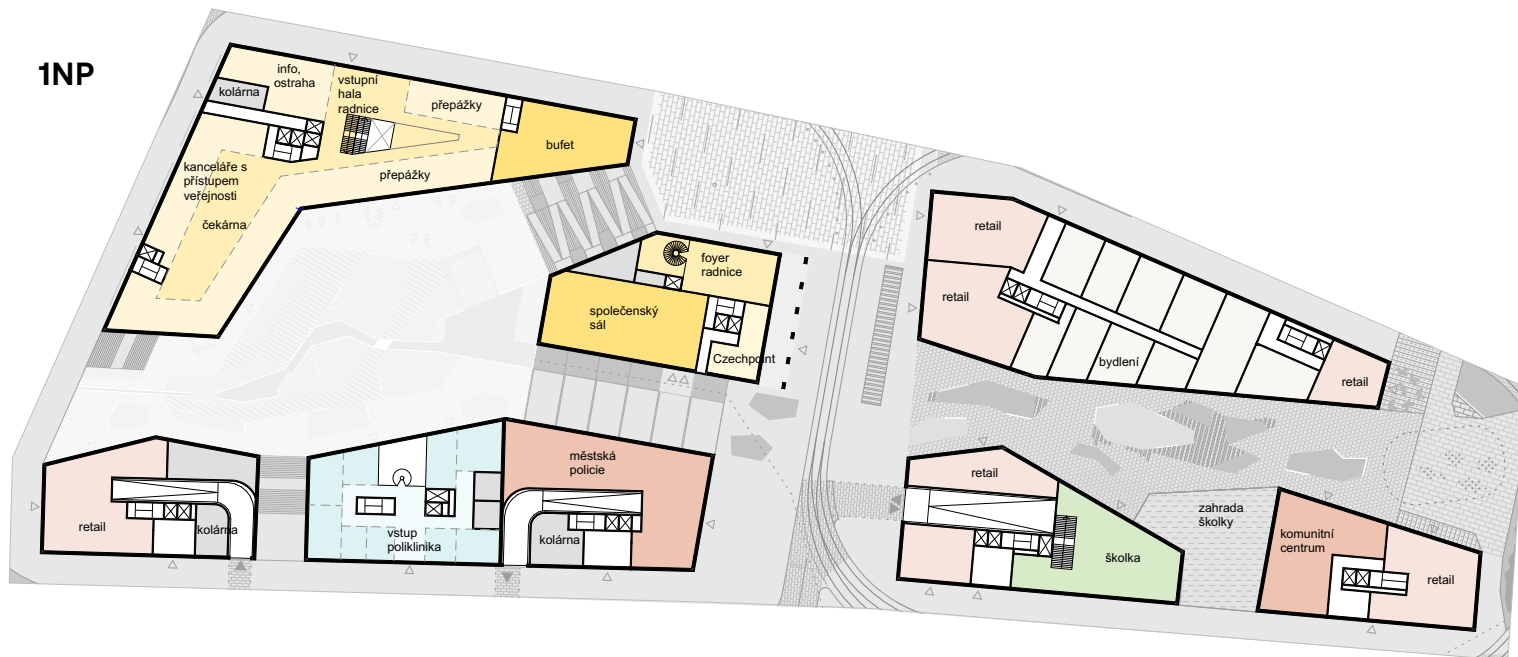 1NP
info,
ostraha
kolárna
vstupní
hala
radnice
přepážky
bufet
kanceláře s
přístupem
veřejnosti
přepážky
čekárna
foyer
radnice
společenský
sál
Czechpoint
retail
retail
bydlení
retail
městská
policie
retail
kolárna
vstup
poliklinika
kolárna
retail
školka
zahrada
školky
komunitní
centrum
retail